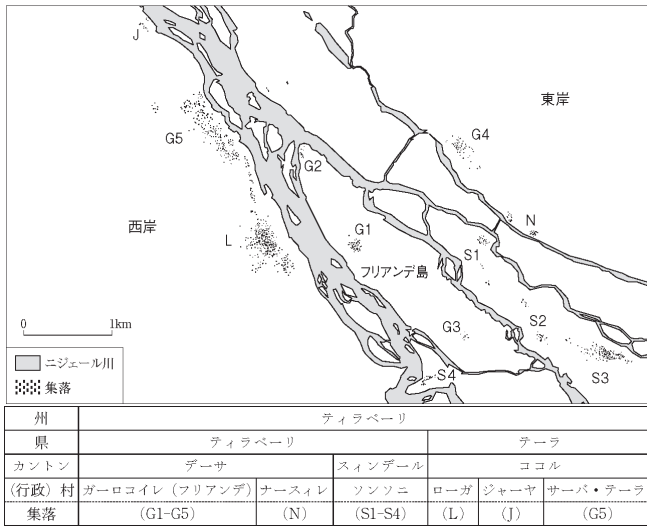 J
東岸
G4
G5
G2
N
西岸
G1
L
S1
フリアンデ島
0 1km
G3
S2
ニジェール川
S4
S3
集落
州 ティラベーリ
県 ティラベーリ テーラ
カントン デーサ スィンデール ココル
(行政) 村 ガーロコイレ (フリアンデ) ナースィレ ソンソニ ローガ ジャーヤ サーバ・テーラ
集落 (G1-G5) (N) (S1-S4) (L) (J) (G5)